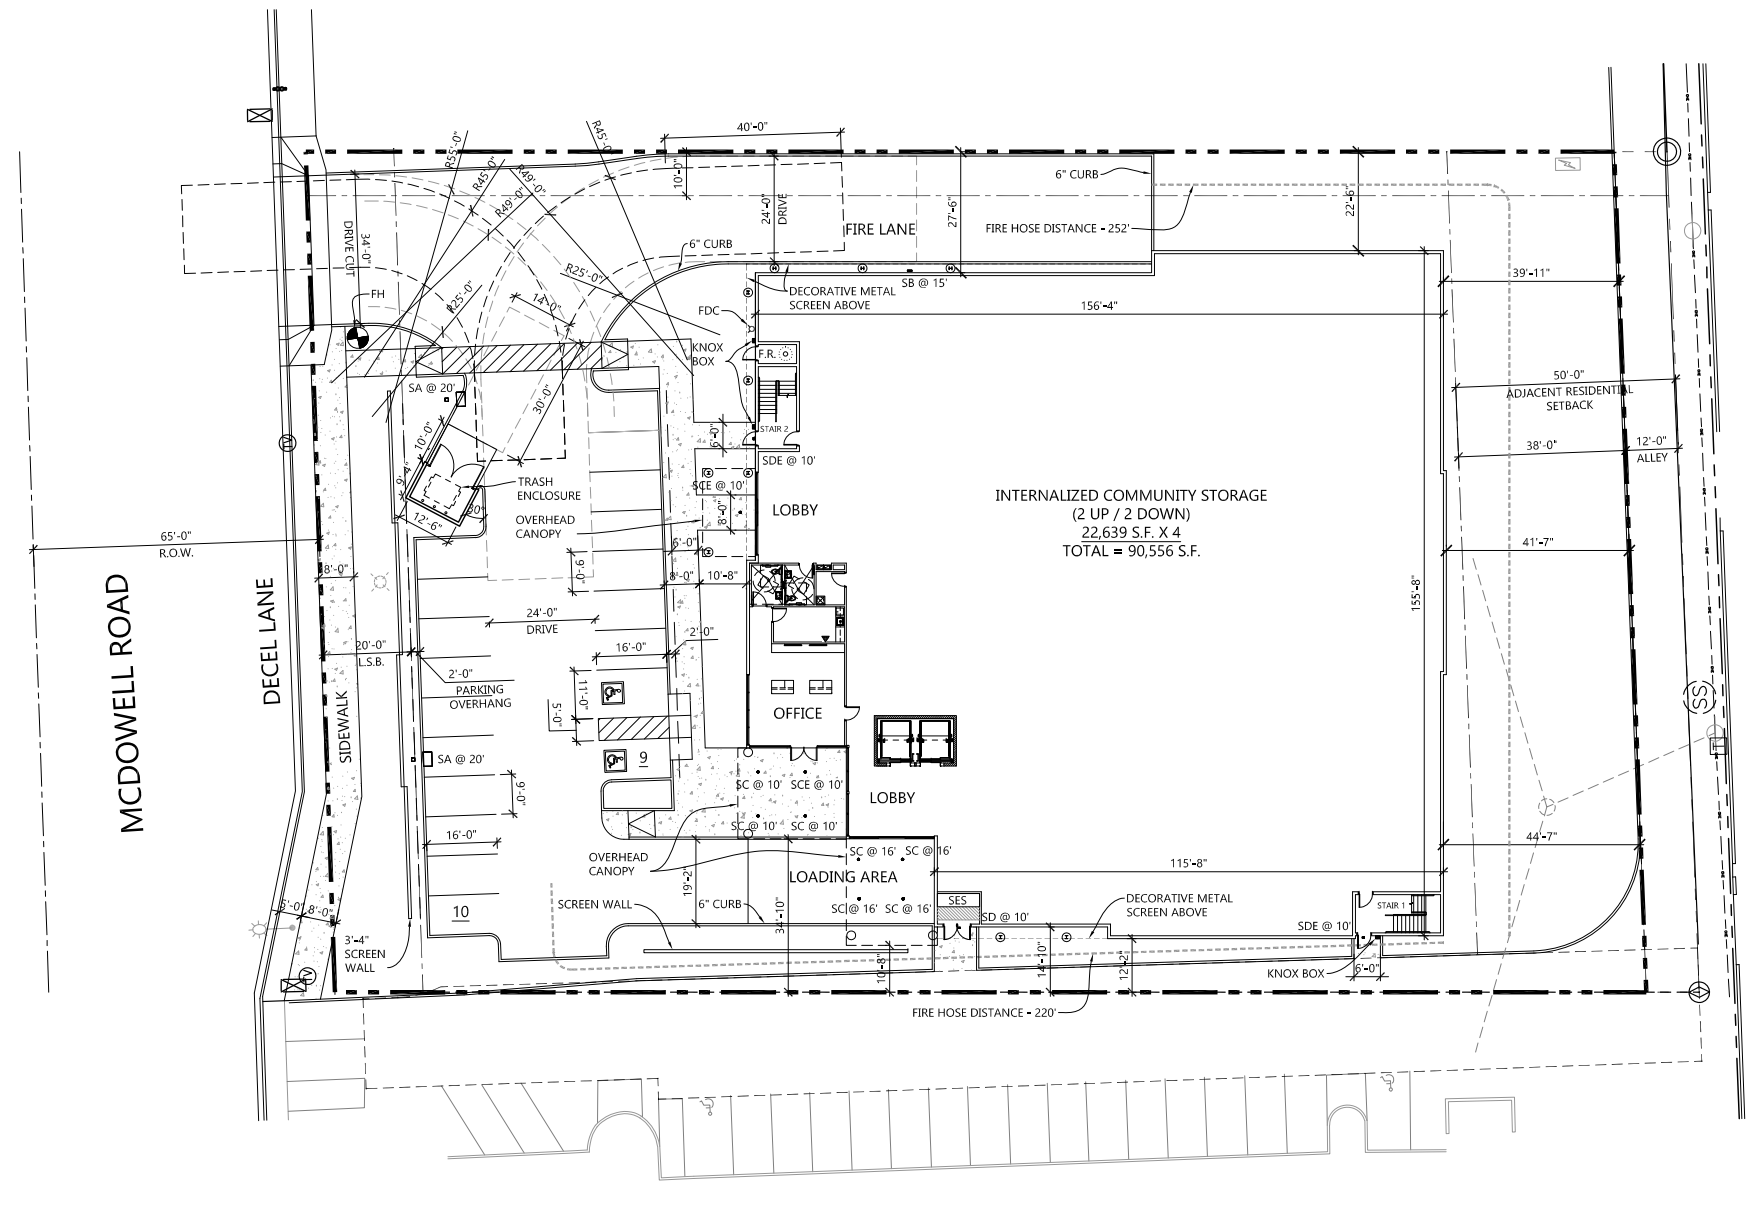 40'-0"
R55'-0"
R45'-0"
R49'-0"
R49'-0"
R45'-0"
10'-0"
24'-0"
DRIVE
27'-6"
6" CURB
22'-6"
FIRE LANE
FIRE HOSE DISTANCE - 252'
34'-0"
DRIVE CUT
6" CURB
R25'-0"
R25'-0"
14'-0"
FH
SB @ 15'
DECORATIVE METAL
SCREEN ABOVE
39'-11"
156'-4"
FDC
KNOX
BOX
F.R.
SA @ 20'
30'-0"
STAIR 2
6'-0"
50'-0"
ADJACENT RESIDENTIAL
SETBACK
10'-0"
38'-0"
12'-0"
ALLEY
SDE @ 10'
9'-4"
TRASH
ENCLOSURE
SCE @ 10'
8'-0"
12'-6"
30°
OVERHEAD
CANOPY
LOBBY
INTERNALIZED COMMUNITY STORAGE
(2 UP / 2 DOWN)
22,639 S.F. X 4
TOTAL = 90,556 S.F.
65'-0"
R.O.W.
6'-0"
41'-7"
MCDOWELL ROAD
DECEL LANE
8'-0"
9'-0"
8'-0"
10'-8"
155'-8"
24'-0"
DRIVE
2'-0"
16'-0"
20'-0"
L.S.B.
2'-0"
PARKING
OVERHANG
11'-0"
5'-0"
OFFICE
SS
SIDEWALK
SA @ 20'
9
T
9'-0"
SC @ 10'
SCE @ 10'
LOBBY
SC @ 10'
SC @ 10'
16'-0"
44'-7"
OVERHEAD
CANOPY
SC @ 16'
SC @ 16'
115'-8"
LOADING AREA
19'-2"
34'-10"
SCREEN WALL
6" CURB
SC @ 16'
SC @ 16'
SES
SD @ 10'
DECORATIVE METAL
SCREEN ABOVE
STAIR 1
SDE @ 10'
5'-0"
8'-0"
10
3'-4"
SCREEN
WALL
10'-8"
14'-10"
12'-2"
KNOX BOX
6'-0"
FIRE HOSE DISTANCE - 220'